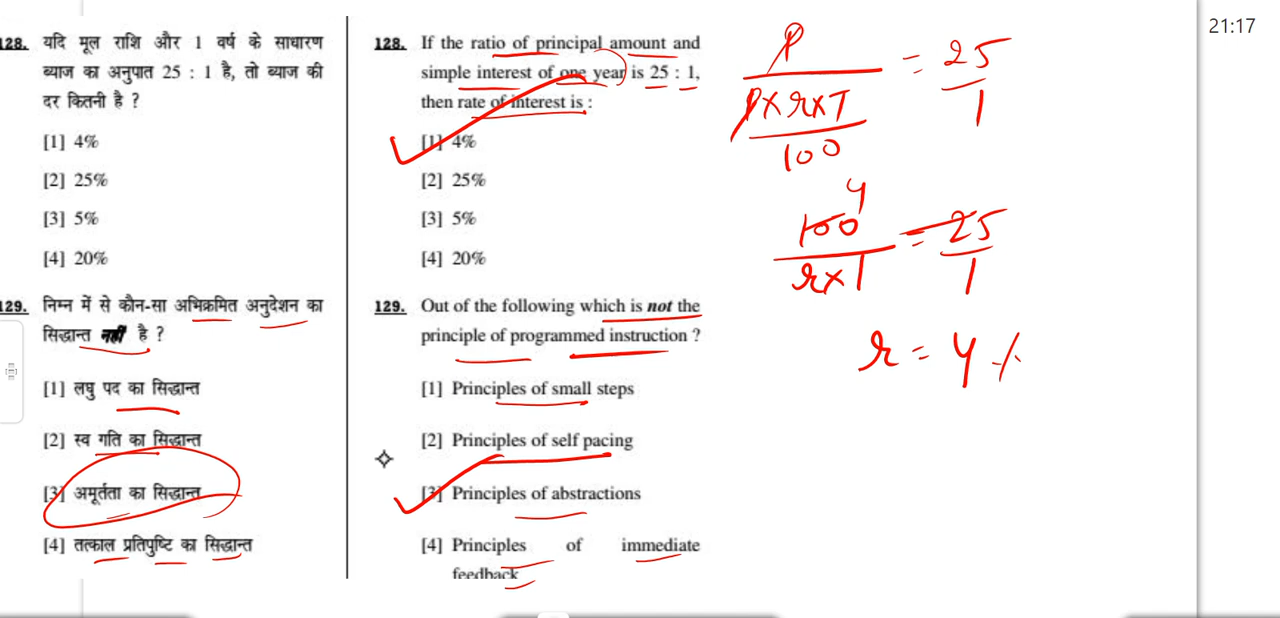 128. यदि मूल राशि और 1 वर्ष के साधारण
ब्याज का अनुपात 25 : 1 है, तो ब्याज की
दर कितनी है ?
[1] 4%
[2] 25%
[3] 5%
[4] 20%
129. निम्न में से कौन-सा अभिक्रमित अनुदेशन का
सिद्धान्त नहीं है ?
[1] लघु पद का सिद्धान्त
[2] स्व गति का सिद्धान्त
[3] अमूर्तता का सिद्धान्त
[4] तत्काल प्रतिपुष्टि का सिद्धान्त
128. If the ratio of principal amount and
simple interest of one year is 25 : 1,
then rate of interest is :
[1] 4%
[2] 25%
[3] 5%
[4] 20%
129. Out of the following which is not the
principle of programmed instruction ?
[1] Principles of small steps
[2] Principles of self pacing
[3] Principles of abstractions
[4] Principles of immediate
feedback
P = 25
P x r x T 1
100
4
100 = 25
r x 1 1
r = 4 %
21:17